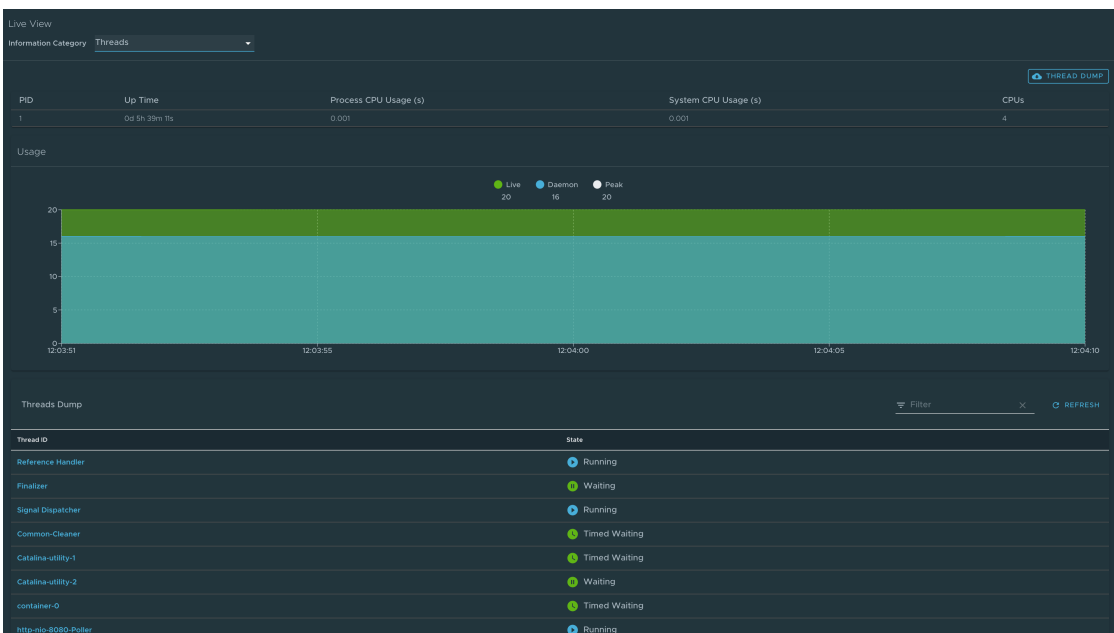 Live View
Information Category Threads
THREAD DUMP
PID Up Time Process CPU Usage (s) System CPU Usage (s) CPUs
1 0d 5h 39m 11s 0.001 0.001 4
Usage
Live Daemon Peak
20 16 20
20
15
10
5
0
12:03:51 12:03:55 12:04:00 12:04:05 12:04:10
Threads Dump Filter REFRESH
Thread ID State
Reference Handler Running
Finalizer Waiting
Signal Dispatcher Running
Common-Cleaner Timed Waiting
Catalina-utility-1 Timed Waiting
Catalina-utility-2 Waiting
container-0 Timed Waiting
http-nio-8080-Poller Running